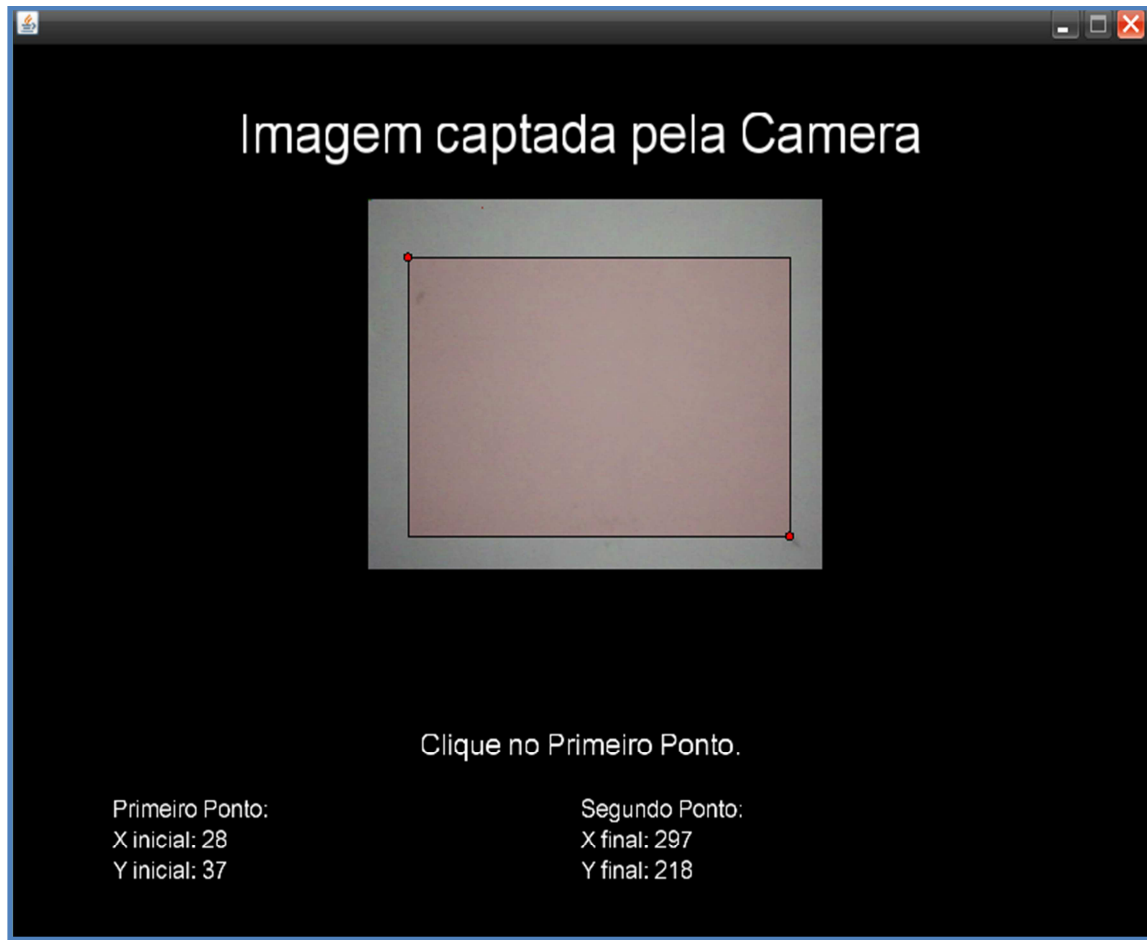 Imagem captada pela Camera
Clique no Primeiro Ponto.
Primeiro Ponto:
X inicial: 28
Y inicial: 37
Segundo Ponto:
X final: 297
Y final: 218